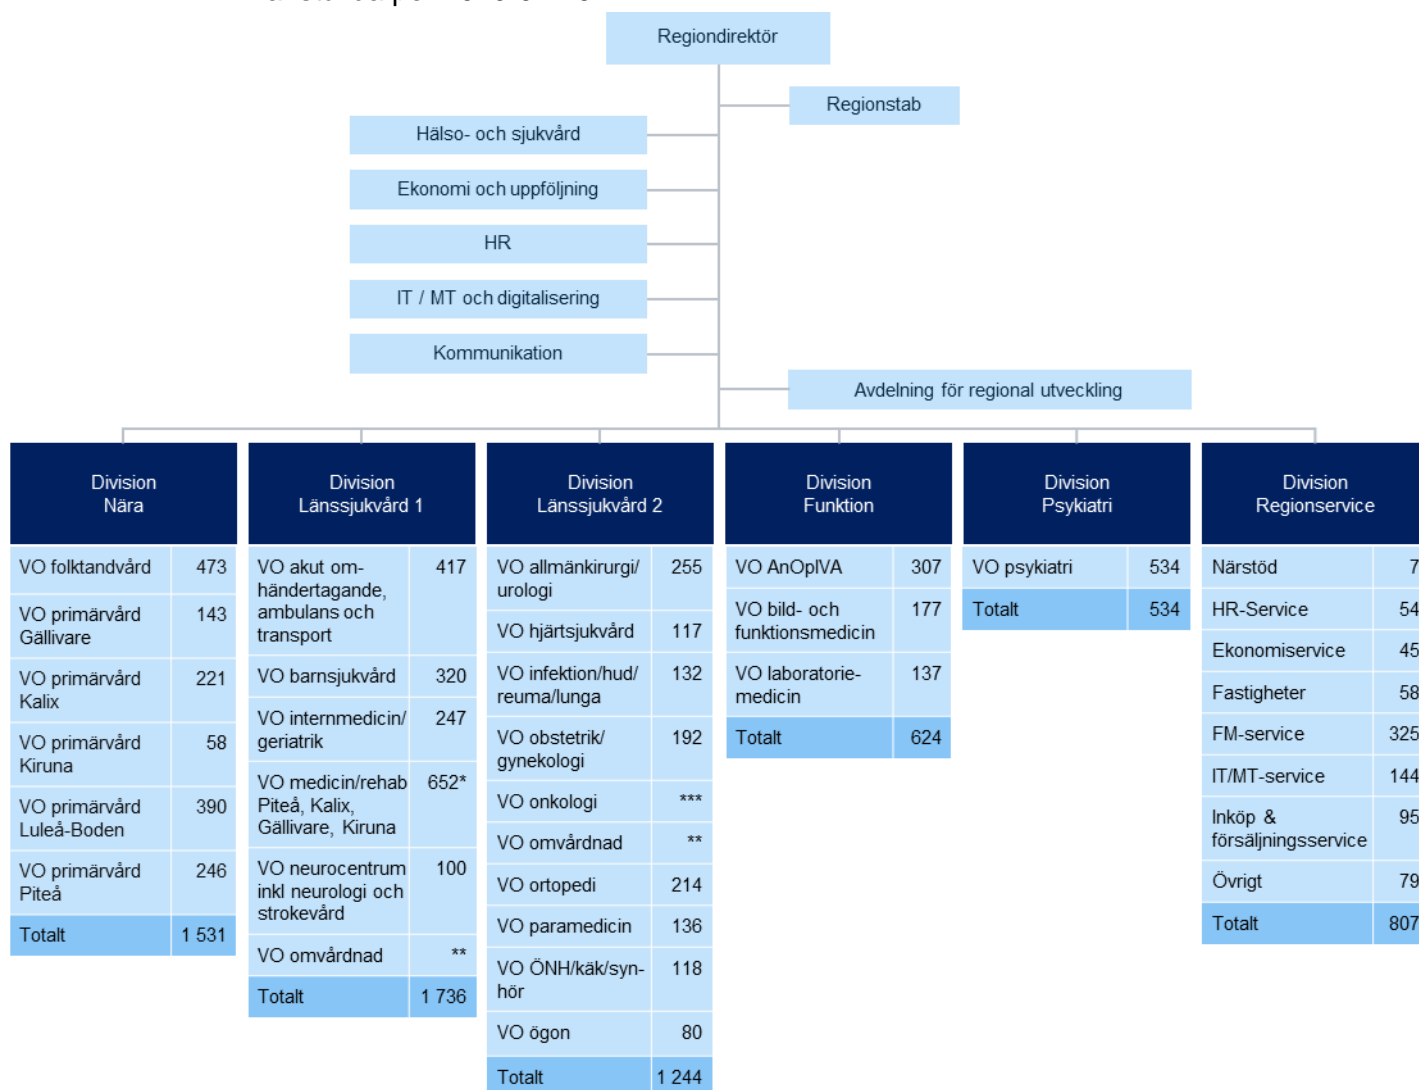 Regiondirektör
Regionstab
Hälso- och sjukvård
Ekonomi och uppföljning
HR
IT / MT och digitalisering
Kommunikation
Avdelning för regional utveckling
Division
Nära
VO folktandvård 473
VO primärvård 143
Gällivare
VO primärvård 221
Kalix
VO primärvård 58
Kiruna
VO primärvård 390
Luleå-Boden
VO primärvård 246
Piteå
Totalt 1 531
Division
Länssjukvård 1
VO akut om- 417
händertagande,
ambulans och
transport
VO barnsjukvård 320
VO internmedicin/ 247
geriatrik
VO medicin/rehab 652*
Piteå, Kalix,
Gällivare, Kiruna
VO neurocentrum 100
inkl neurologi och
strokevård
VO omvårdnad **
Totalt 1 736
Division
Länssjukvård 2
VO allmänkirurgi/ 255
urologi
VO hjärtsjukvård 117
VO infektion/hud/ 132
reuma/lunga
VO obstetrik/ 192
gynekologi
VO onkologi ***
VO omvårdnad **
VO ortopedi 214
VO paramedicin 136
VO ÖNH/käk/syn- 118
hör
VO ögon 80
Totalt 1 244
Division
Funktion
VO AnOpIVA 307
VO bild- och 177
funktionsmedicin
VO laboratorie- 137
medicin
Totalt 624
Division
Psykiatri
VO psykiatri 534
Totalt 534
Division
Regionservice
Närstöd 7
HR-Service 54
Ekonomiservice 45
Fastigheter 58
FM-service 325
IT/MT-service 144
Inköp & 95
försäljningsservice
Övrigt 79
Totalt 807